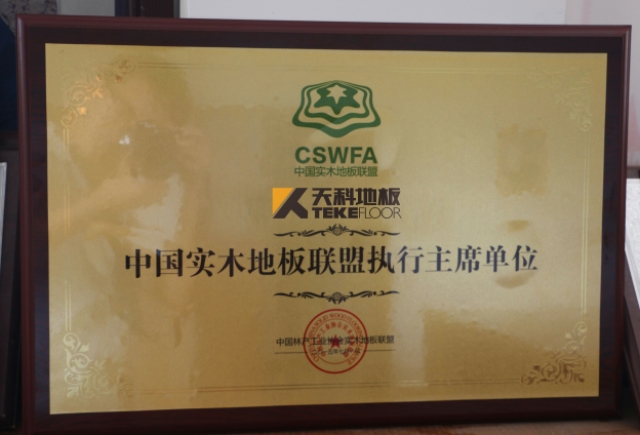 CSWFA
中国实木地板联盟
天科地板
TEKEFLOOR
中国实木地板联盟执行主席单位
中国林产工业协会实木地板联盟